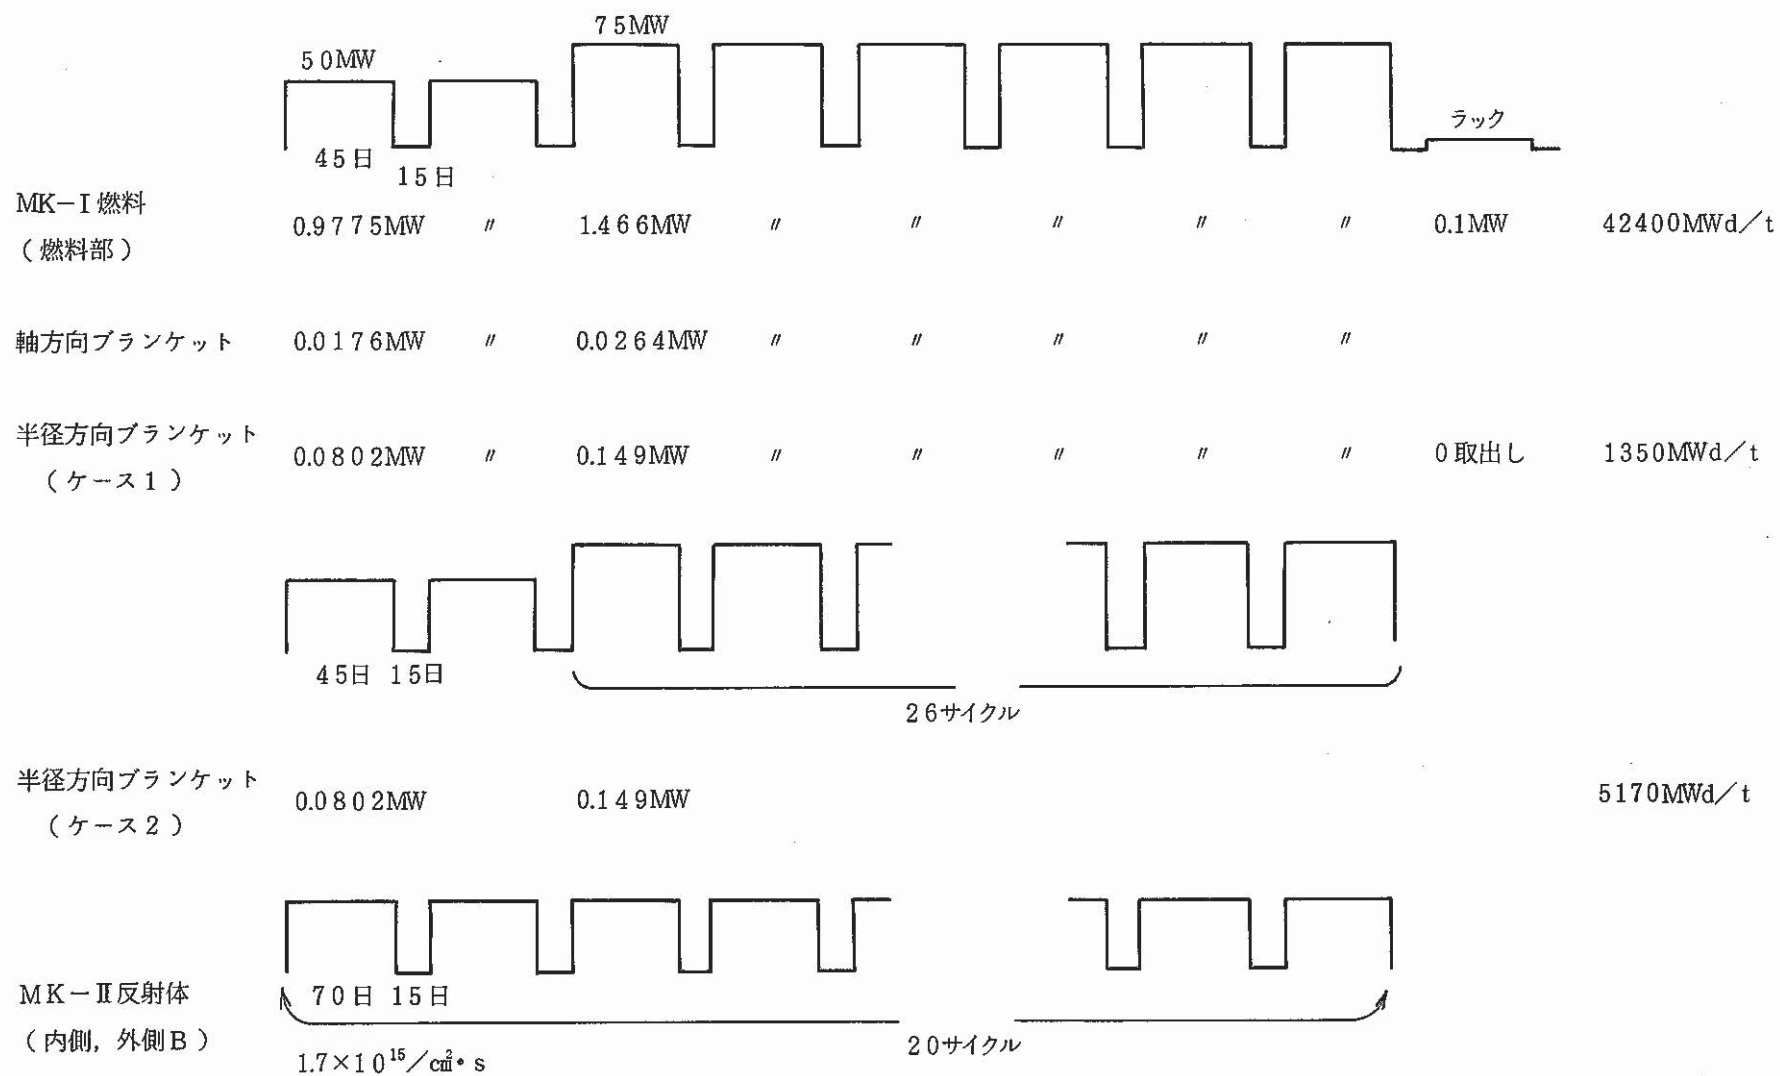 75MW
50MW
ラック
45日
15日
MK-I燃料
(燃料部)
0.9775MW 〃 1.466MW 〃 〃 〃 〃 〃 0.1MW 42400MWd/t
軸方向ブランケット 0.0176MW 〃 0.0264MW 〃 〃 〃 〃 〃
半径方向ブランケット
(ケース1)
0.0802MW 〃 0.149MW 〃 〃 〃 〃 〃 0取出し 1350MWd/t
45日 15日
26サイクル
半径方向ブランケット
(ケース2)
0.0802MW 0.149MW 5170MWd/t
MK-Ⅱ反射体
(内側,外側B)
70日 15日
20サイクル
1.7×10¹⁵/cm²・s